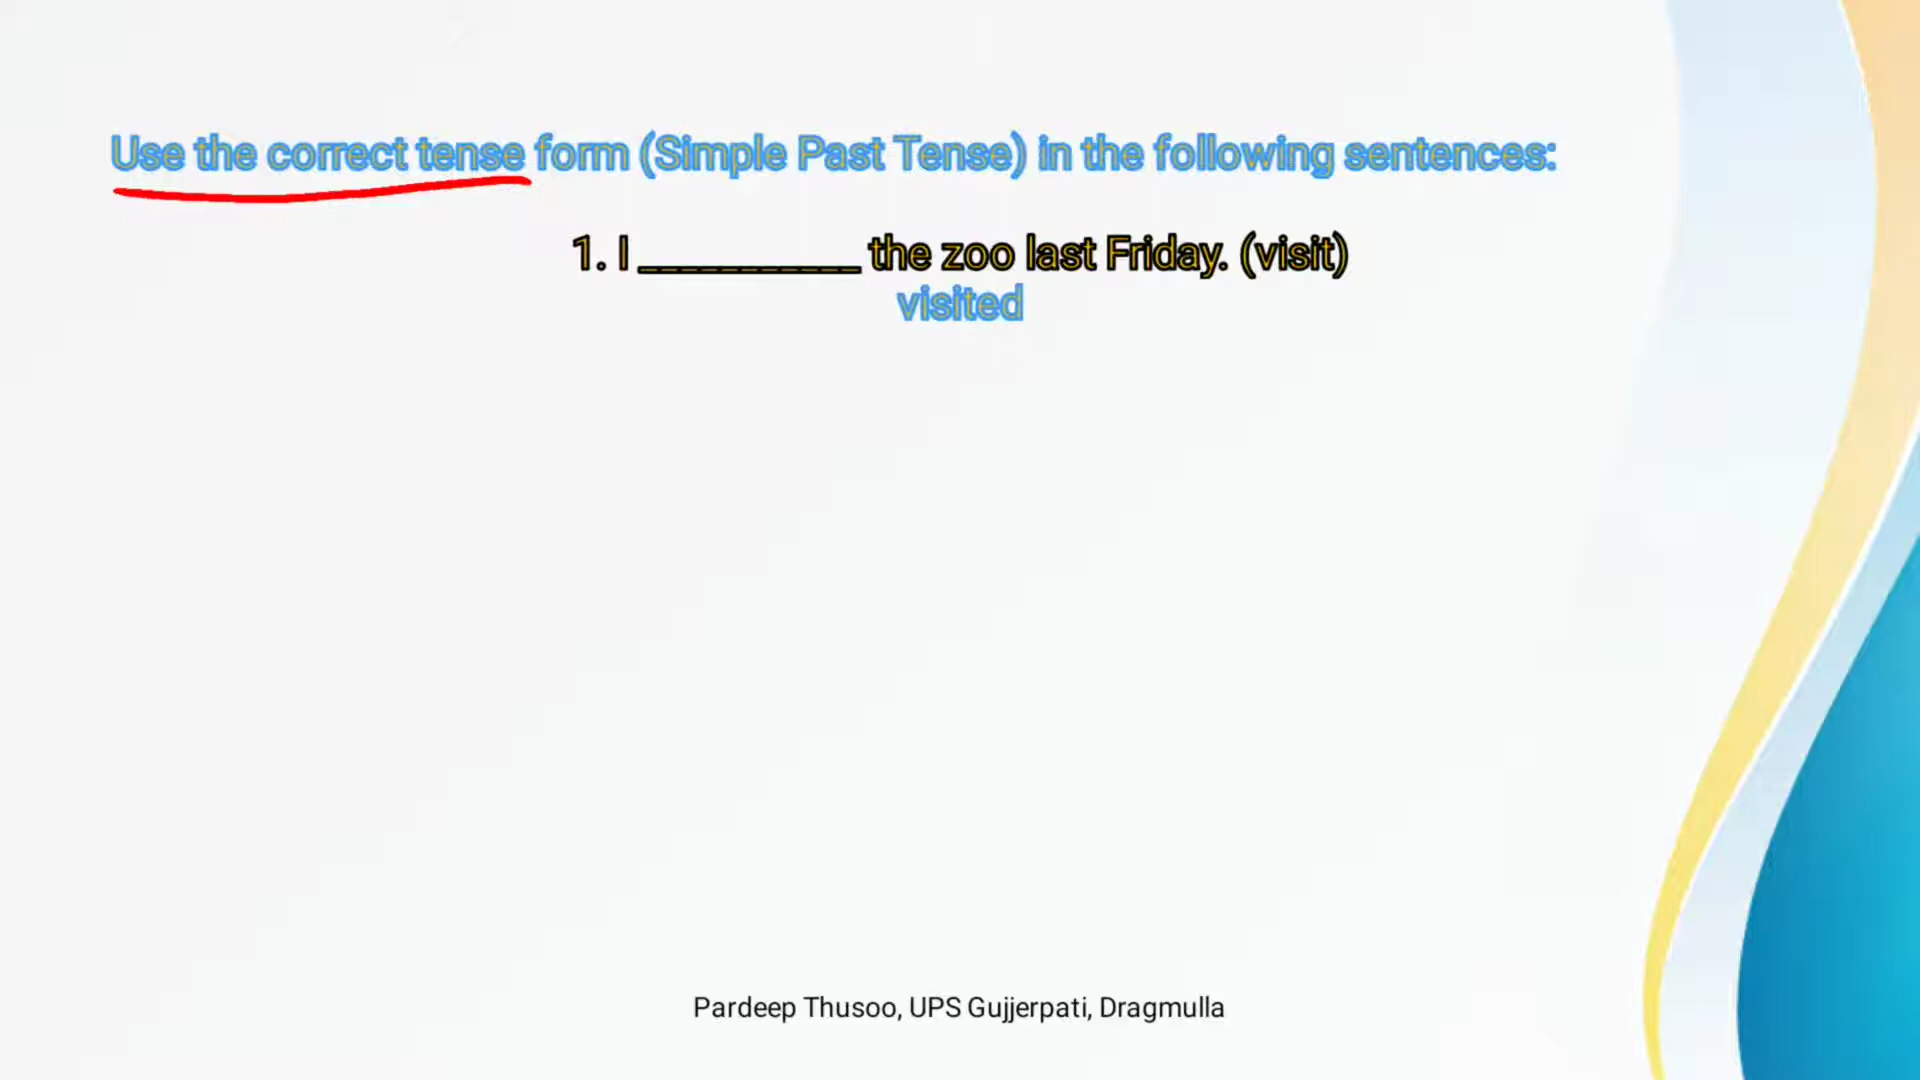 Use the correct tense form (Simple Past Tense) in the following sentences:
1. I ___________ the zoo last Friday. (visit)
visited
Pardeep Thusoo, UPS Gujjerpati, Dragmulla